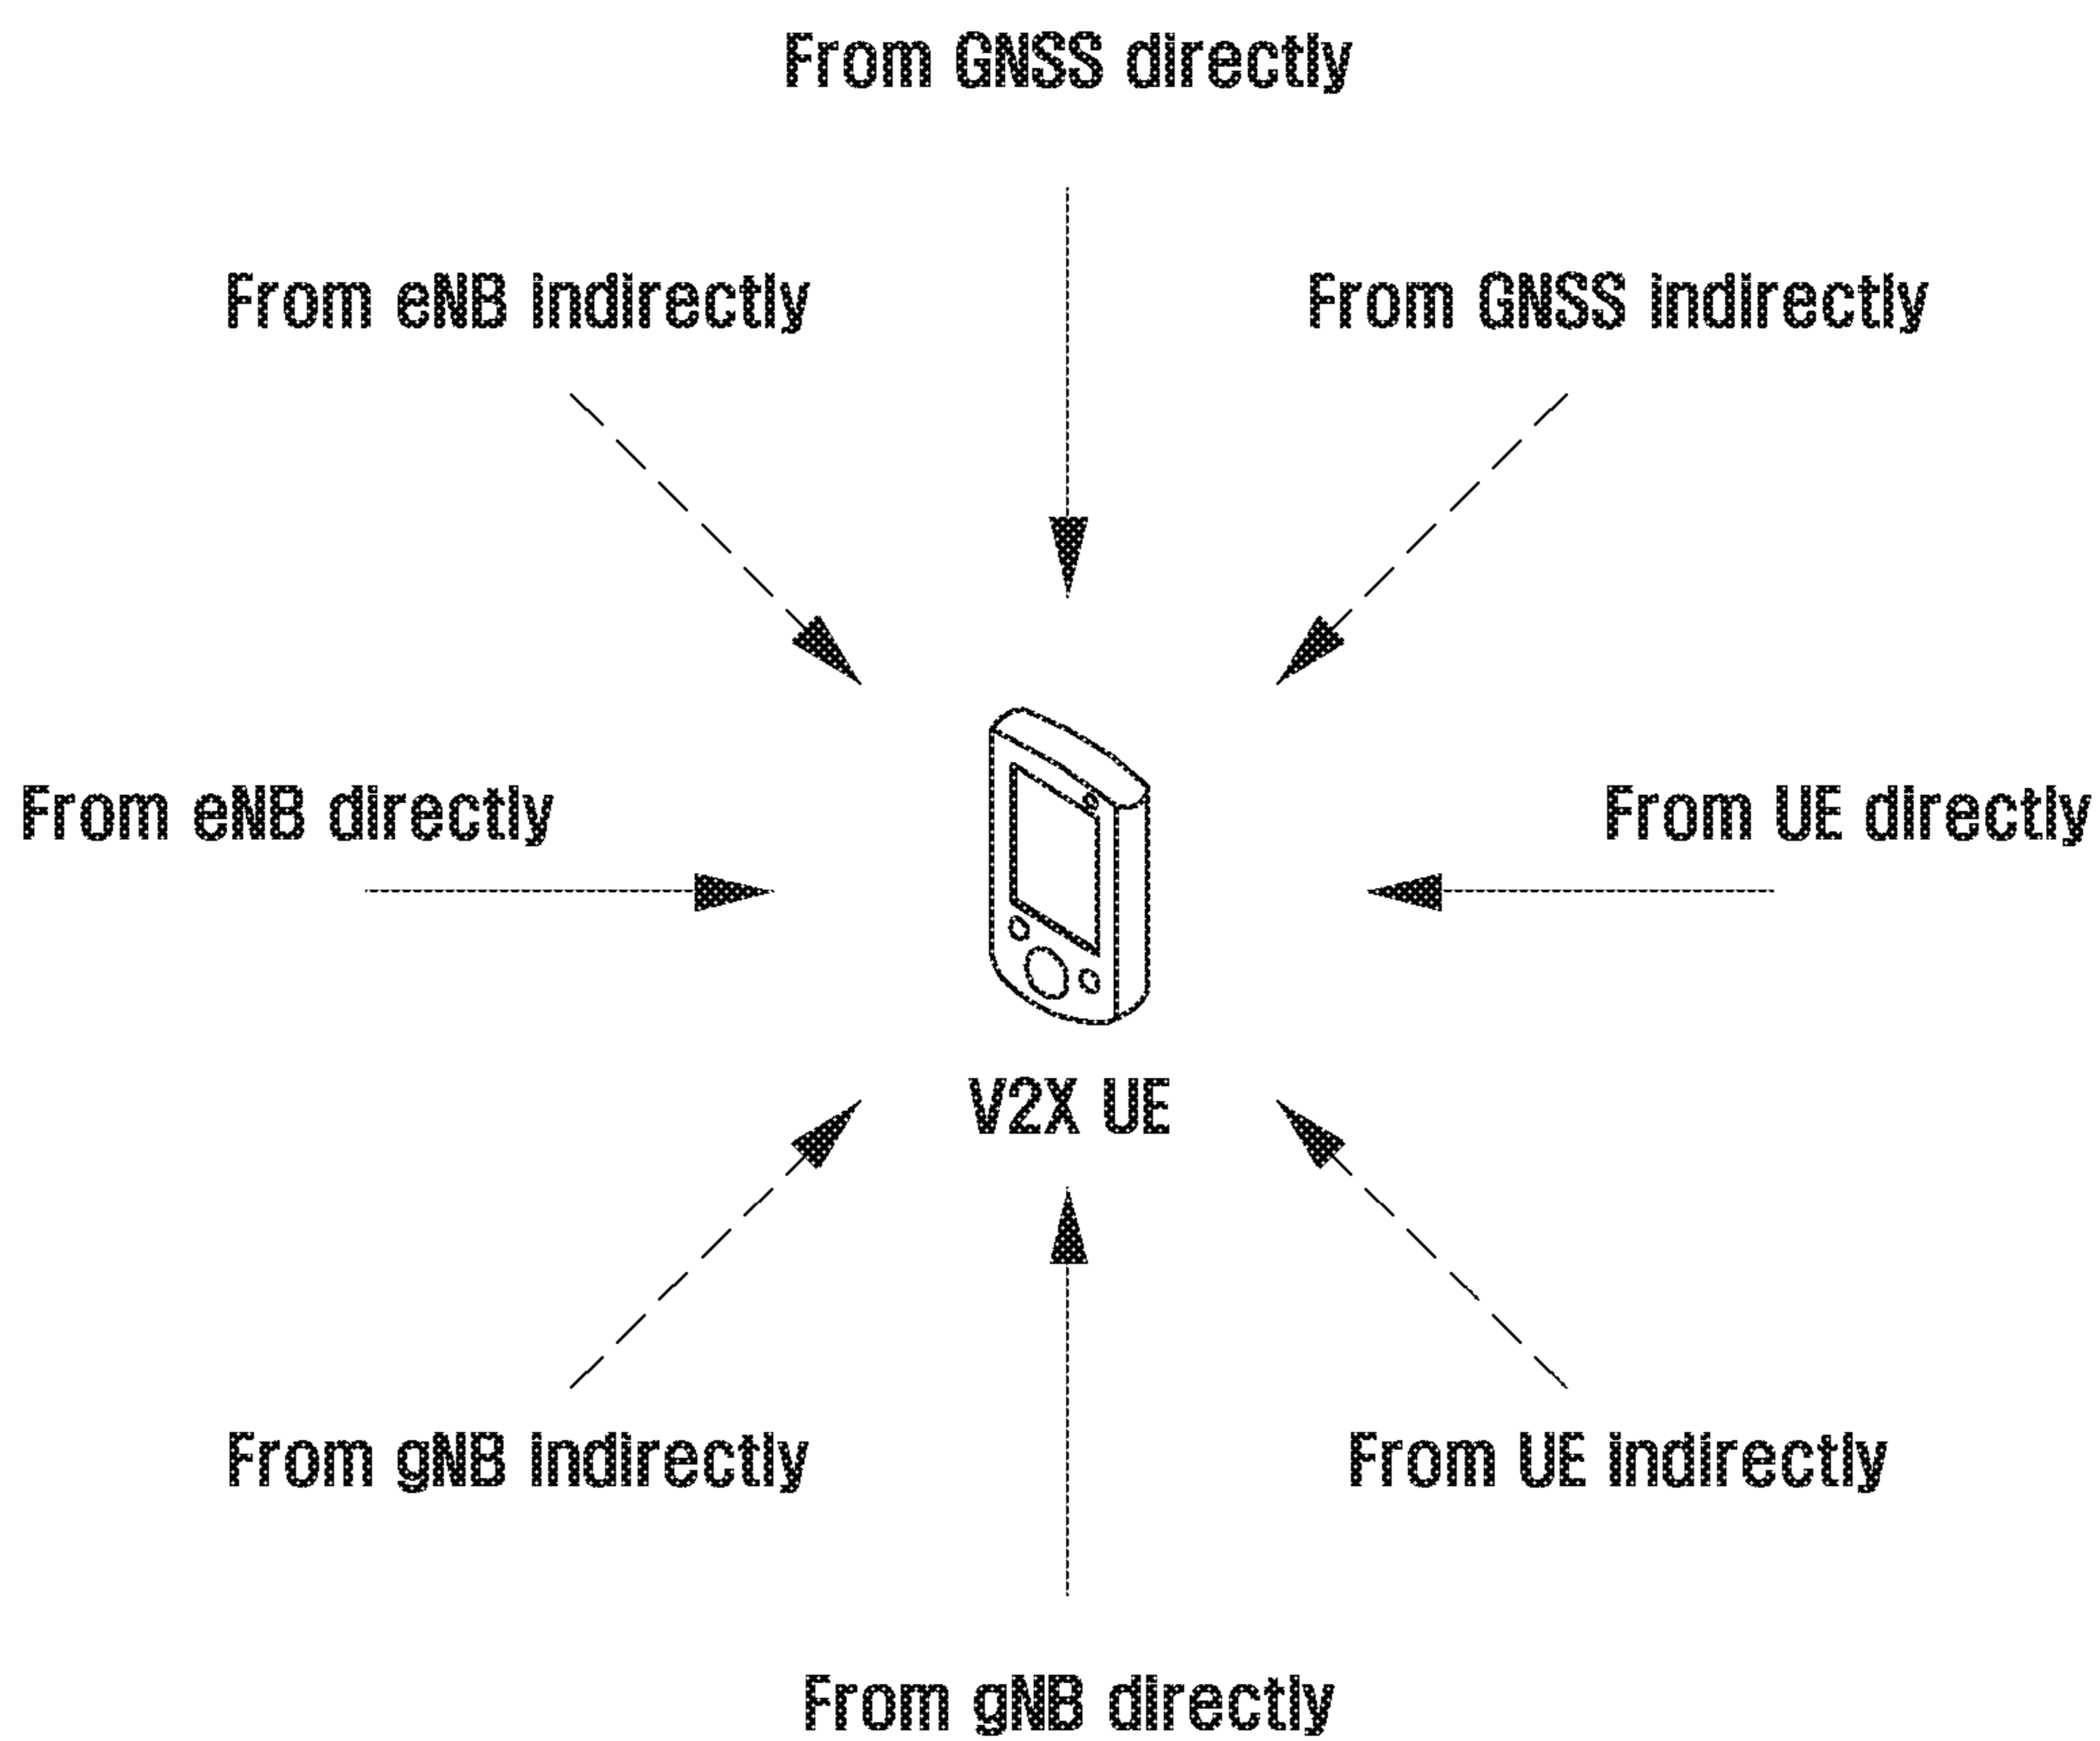 From GNSS directly
From eNB indirectly
From GNSS indirectly
From eNB directly
From UE directly
V2X UE
From gNB indirectly
From UE indirectly
From gNB directly